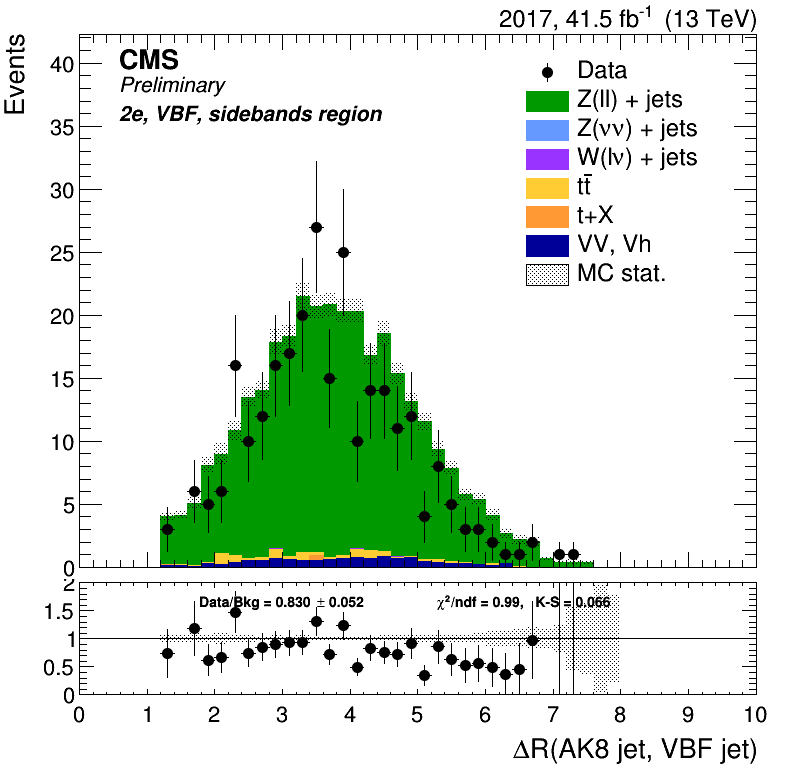 2017, 41.5 fb⁻¹ (13 TeV)
Events
CMS
Preliminary
2e, VBF, sidebands region
Data
Z(ll) + jets
Z(νν) + jets
W(lν) + jets
tt̄
t+X
VV, Vh
MC stat.
40
35
30
25
20
15
10
5
0
Data/Bkg = 0.830 ± 0.052
χ²/ndf = 0.99, K-S = 0.066
2
1.5
1
0.5
0
0 1 2 3 4 5 6 7 8 9 10
ΔR(AK8 jet, VBF jet)